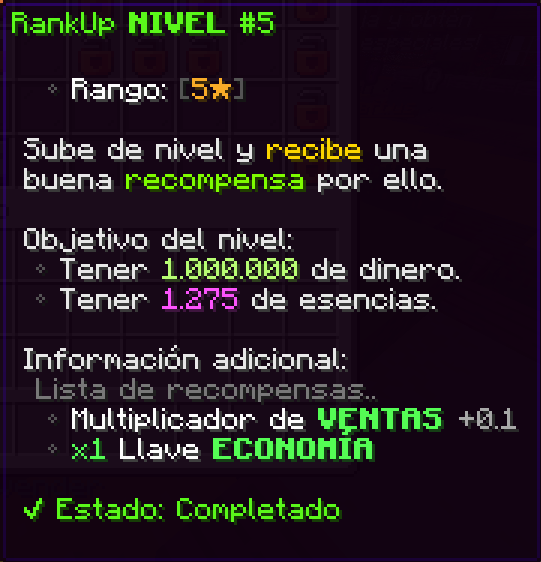 RankUp NIVEL #5
◦ Rango: [5★]
Sube de nivel y recibe una
buena recompensa por ello.
Objetivo del nivel:
◦ Tener 1.000.000 de dinero.
◦ Tener 1.275 de esencias.
Información adicional:
Lista de recompensas..
◦ Multiplicador de VENTAS +0.1
◦ x1 Llave ECONOMÍA
✔ Estado: Completado